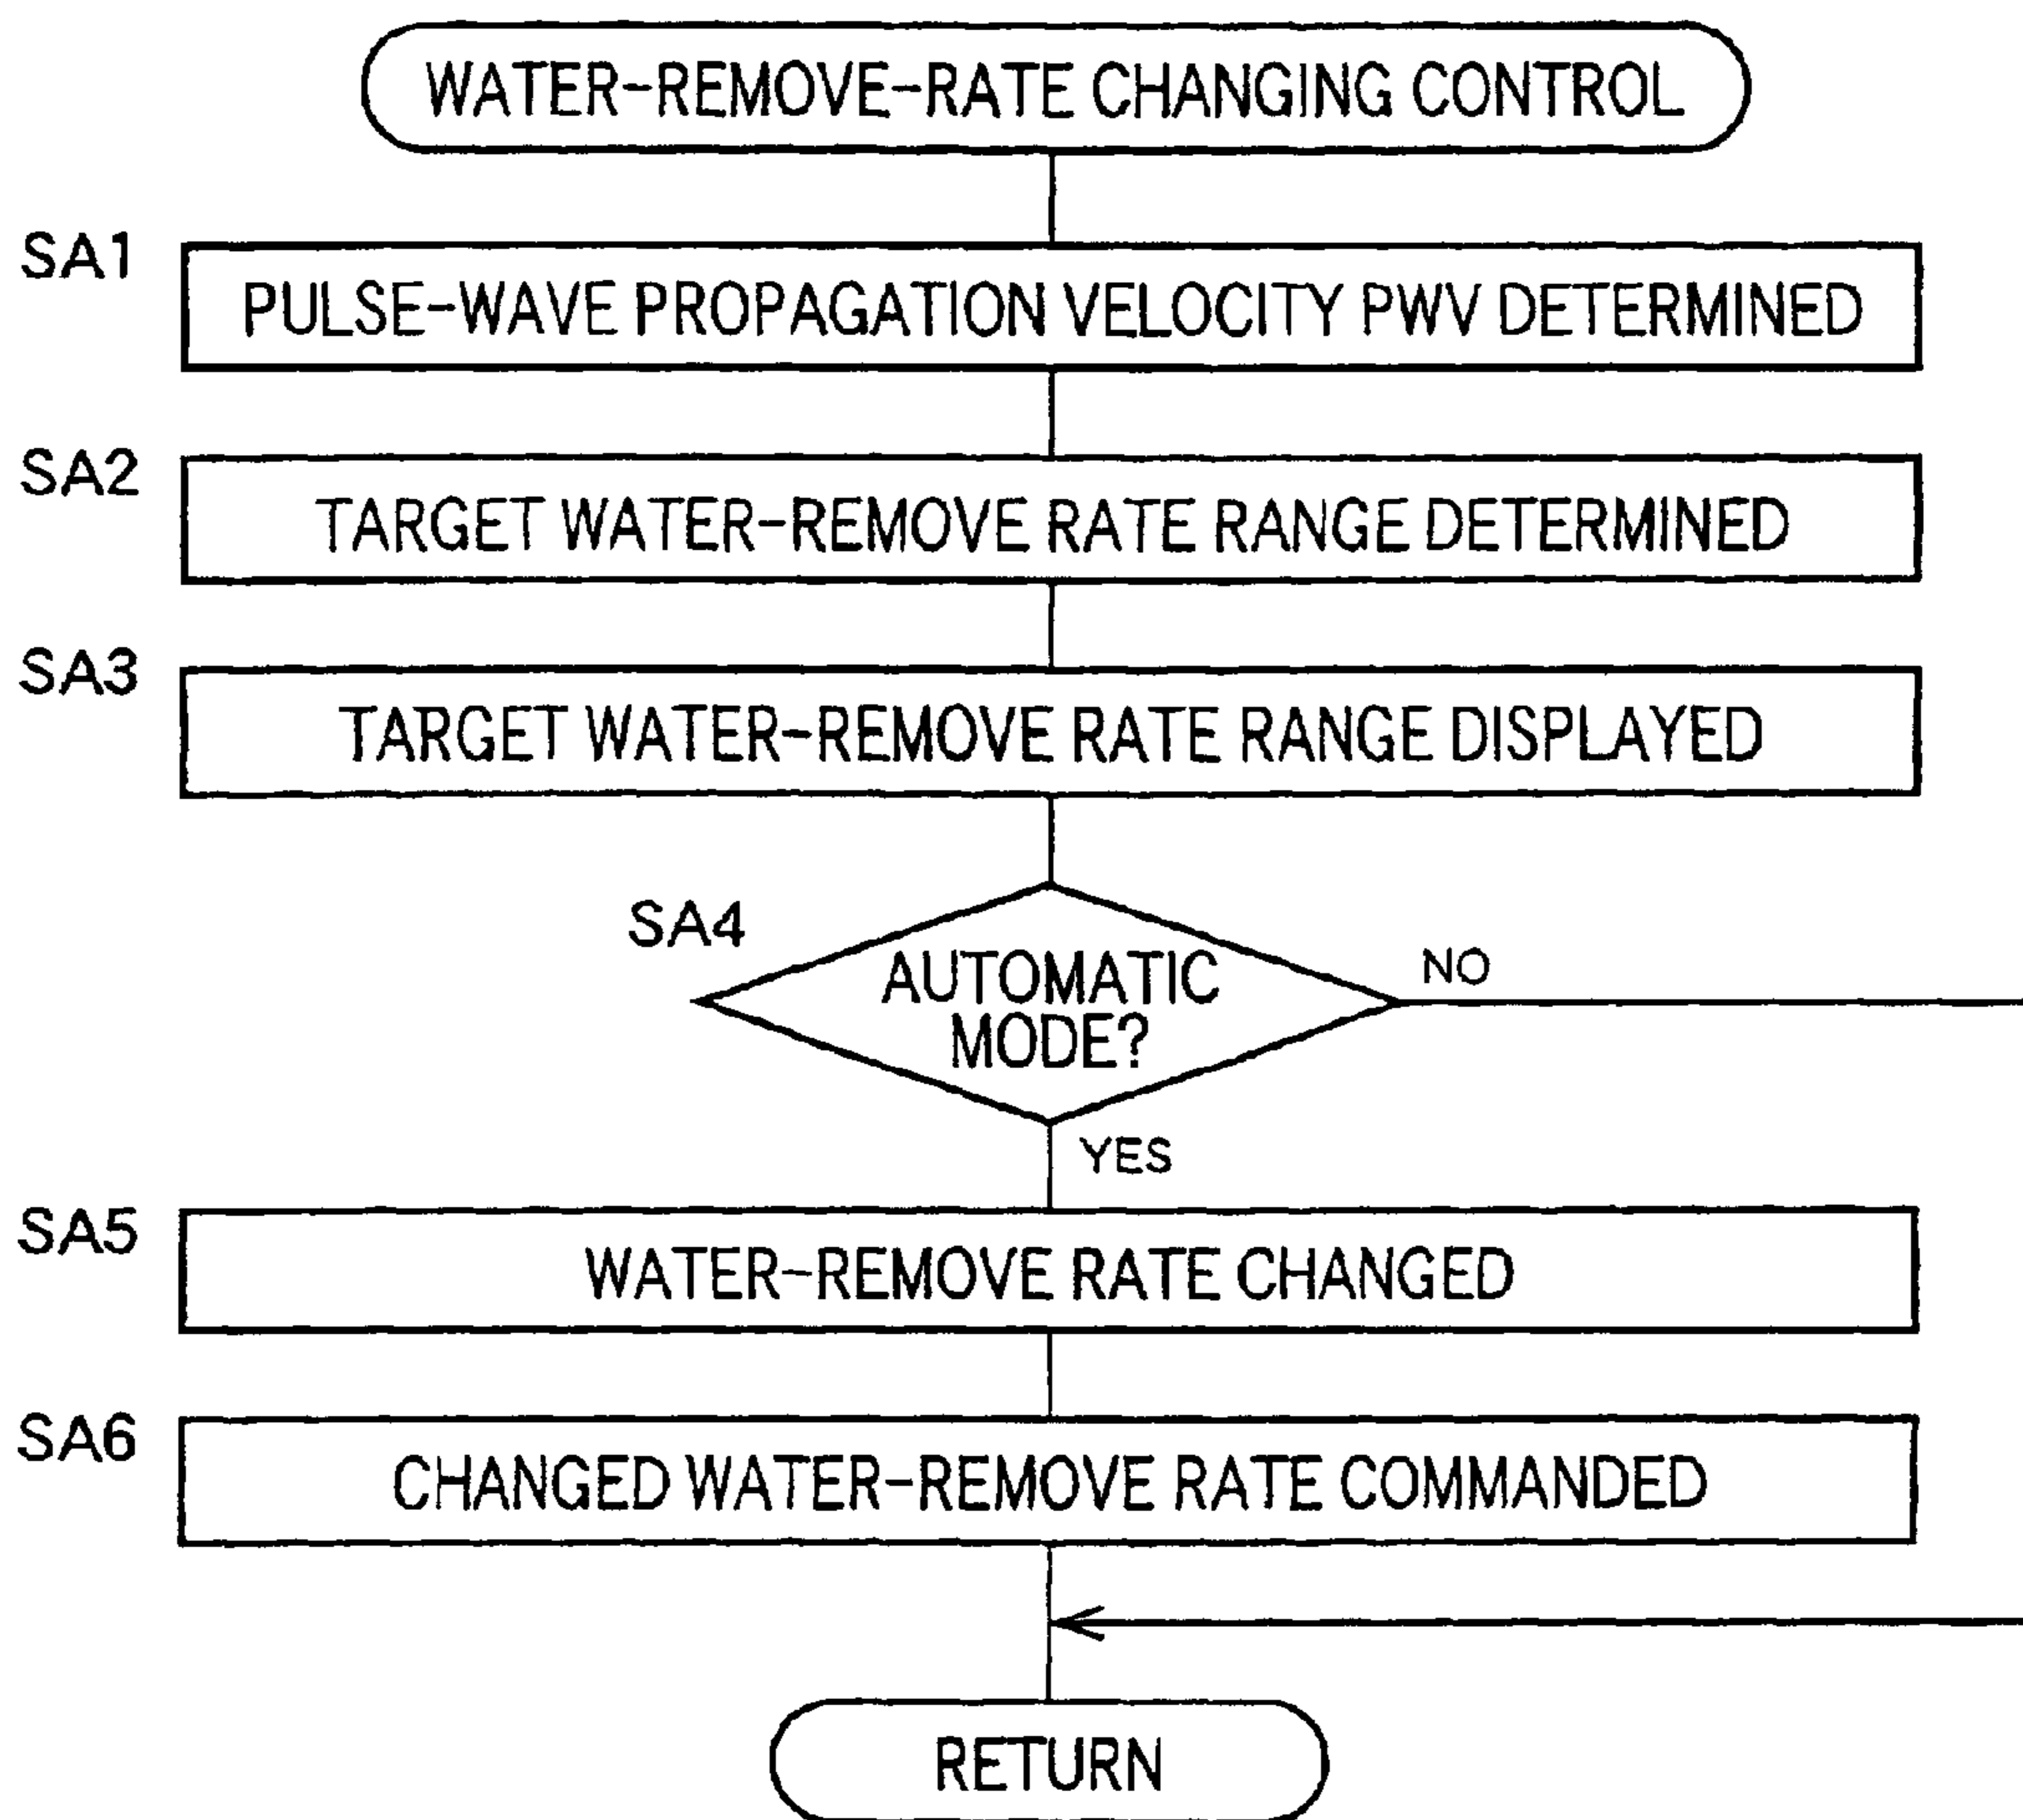 WATER-REMOVE-RATE CHANGING CONTROL
SA1
PULSE-WAVE PROPAGATION VELOCITY PWV DETERMINED
SA2
TARGET WATER-REMOVE RATE RANGE DETERMINED
SA3
TARGET WATER-REMOVE RATE RANGE DISPLAYED
SA4
AUTOMATIC
MODE?
NO
YES
SA5
WATER-REMOVE RATE CHANGED
SA6
CHANGED WATER-REMOVE RATE COMMANDED
RETURN